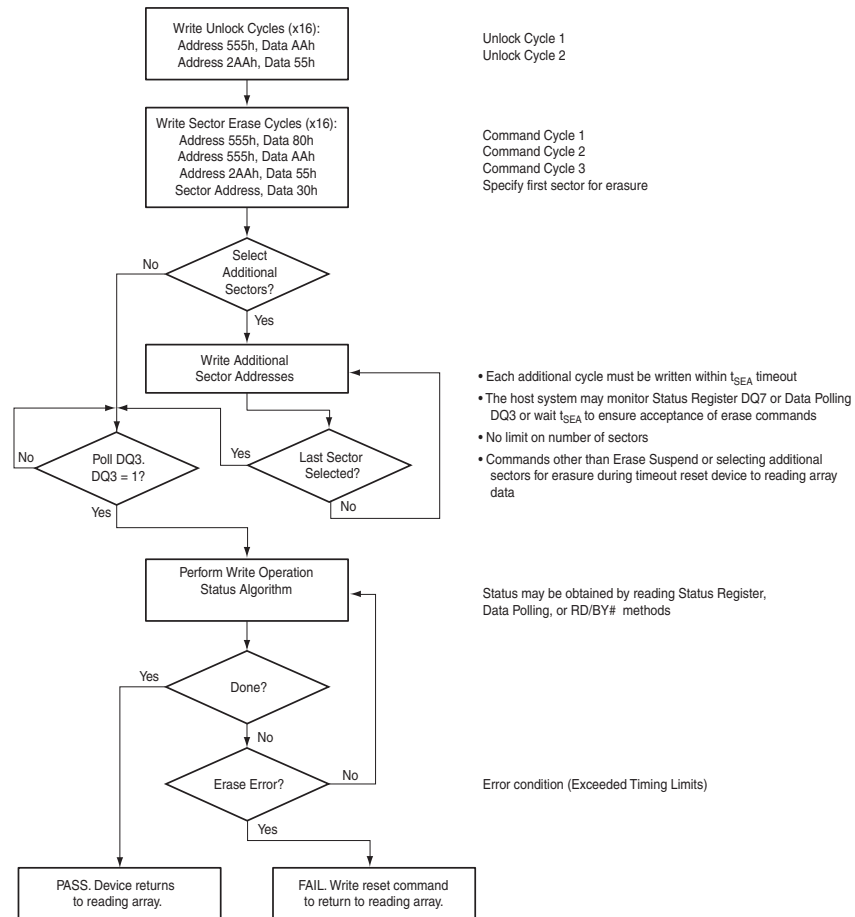 Write Unlock Cycles (x16):
Address 555h, Data AAh
Address 2AAh, Data 55h
Unlock Cycle 1
Unlock Cycle 2
Write Sector Erase Cycles (x16):
Address 555h, Data 80h
Address 555h, Data AAh
Address 2AAh, Data 55h
Sector Address, Data 30h
Command Cycle 1
Command Cycle 2
Command Cycle 3
Specify first sector for erasure
No
Select
Additional
Sectors?
Yes
Write Additional
Sector Addresses
• Each additional cycle must be written within tSEA timeout
• The host system may monitor Status Register DQ7 or Data Polling
DQ3 or wait tSEA to ensure acceptance of erase commands
• No limit on number of sectors
• Commands other than Erase Suspend or selecting additional
sectors for erasure during timeout reset device to reading array
data
No
Poll DQ3.
DQ3 = 1?
Yes
Yes
Last Sector
Selected?
No
Perform Write Operation
Status Algorithm
Status may be obtained by reading Status Register,
Data Polling, or RD/BY# methods
Yes
Done?
No
Erase Error?
No
Error condition (Exceeded Timing Limits)
Yes
PASS. Device returns
to reading array.
FAIL. Write reset command
to return to reading array.